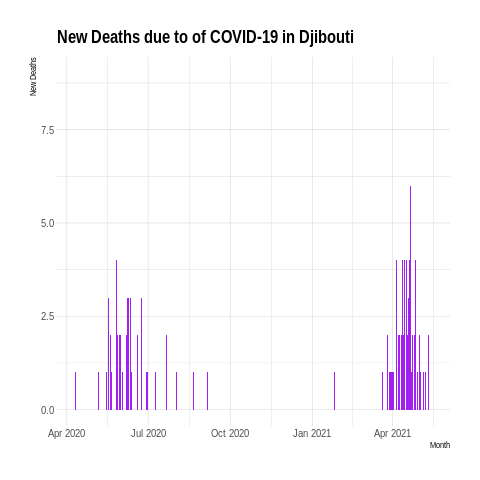 New Deaths due to of COVID-19 in Djibouti
New Deaths
7.5
5.0
2.5
0.0
Apr 2020 Jul 2020 Oct 2020 Jan 2021 Apr 2021
Month